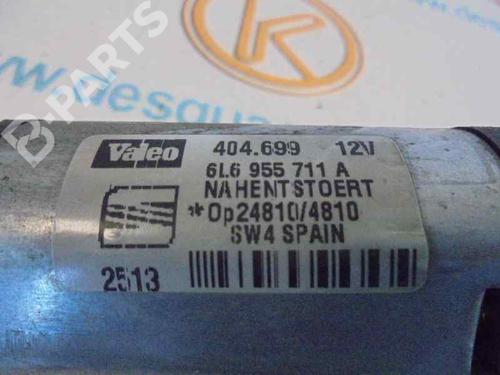 B-PARTS
www.desgua
Valeo 404.699 12V
6L6 955 711 A
NAHENTSTOERT
*Op24810/4810
SW4 SPAIN
2513